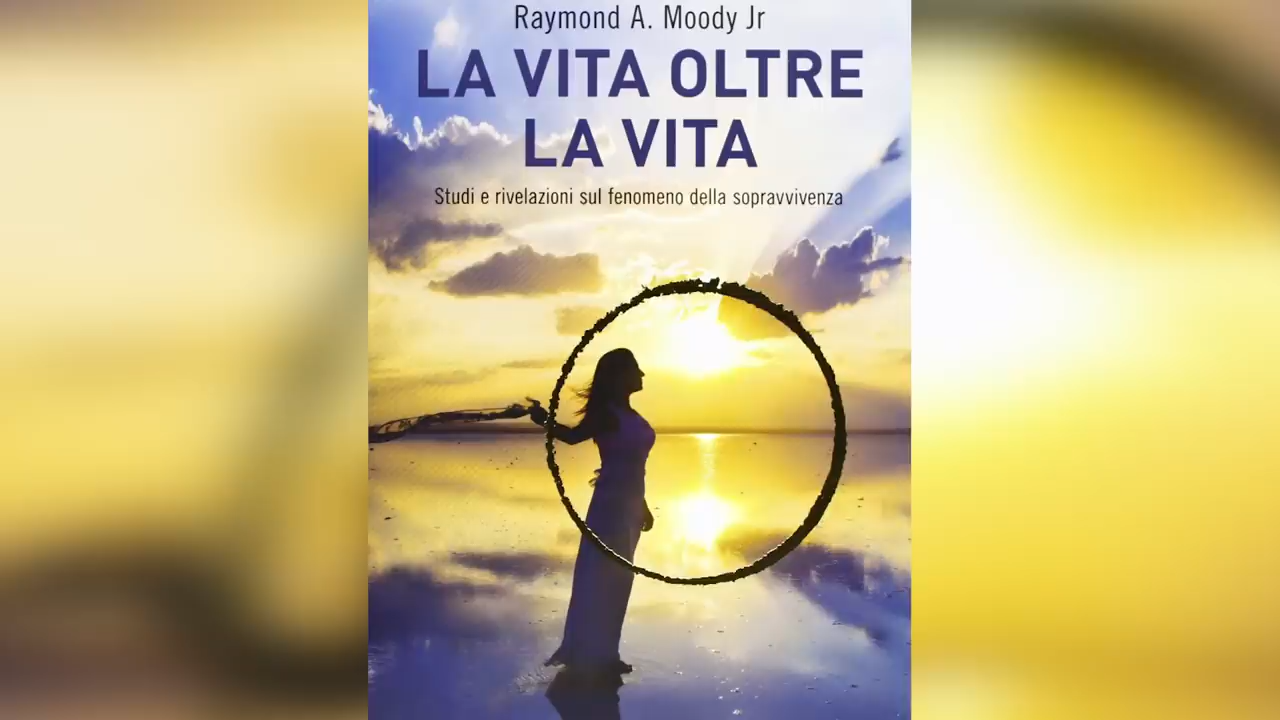 Raymond A. Moody Jr
LA VITA OLTRE
LA VITA
Studi e rivelazioni sul fenomeno della sopravvivenza